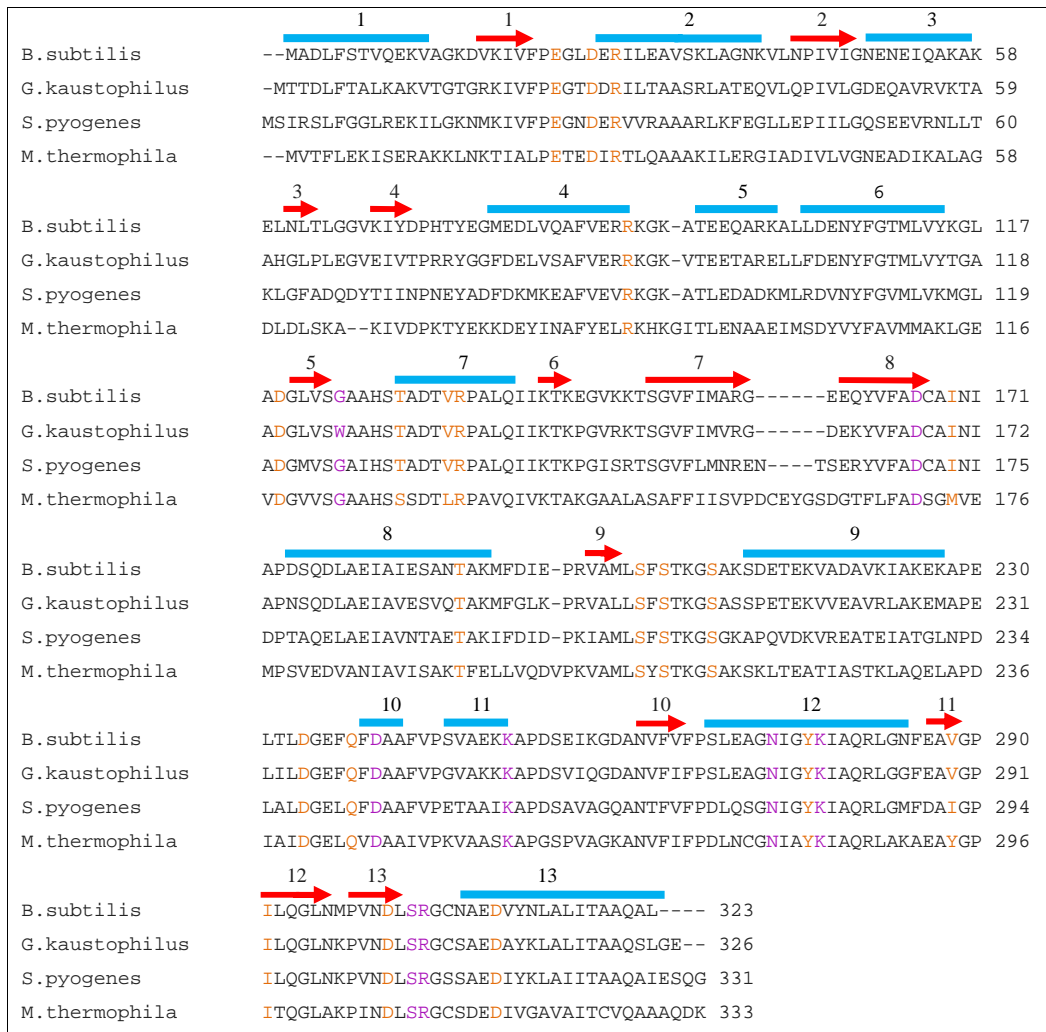 1 1 2 2 3
B.subtilis --MADLFSTVQEKVAGKDVKIVFPEGLDERILEAVSKLAGNKVLNPIVIGNENEIQAKAK 58
G.kaustophilus -MTTDLFTALKAKVTGTGRKIVFPEGTDDRILTAASRLATEQVLQPIVLGDEQAVRVKTA 59
S.pyogenes MSIRSLFGGLREKILGKNMKIVFPEGNDERVVRAAARLKFEGLLEPIILGQSEEVRNLLT 60
M.thermophila --MVTFLEKISERAKKLNKTIALPETEDIRTLQAAAKILERGIADIVLVGNEADIKALAG 58
3 4 4 5 6
B.subtilis ELNLTLGGVKIYDPHTYEGMEDLVQAFVERRKGK-ATEEQARKALLDENYFGTMLVYKGL 117
G.kaustophilus AHGLPLEGVEIVTPRRYGGFDELVSAFVERRKGK-VTEETARELLFDENYFGTMLVYTGA 118
S.pyogenes KLGFADQDYTIINPNEYADFDKMKEAFVEVRKGK-ATLEDADKMLRDVNYFGVMLVKMGL 119
M.thermophila DLDLSKA--KIVDPKTYEKKDEYINAFYELRKHKGITLENAAEIMSDYVYFAVMMAKLGE 116
5 7 6 7 8
B.subtilis ADGLVSGAAHSTADTVRPALQIIKTKEGVKKTSGVFIMARG------EEQYVFADCAINI 171
G.kaustophilus ADGLVSWAAHSTADTVRPALQIIKTKPGVRKTSGVFIMVRG------DEKYVFADCAINI 172
S.pyogenes ADGMVSGAIHSTADTVRPALQIIKTKPGISRTSGVFLMNREN----TSERYVFADCAINI 175
M.thermophila VDGVVSGAAHSSSDTLRPAVQIVKTAKGAALASAFFIISVPDCEYGSDGTFLFADSGMVE 176
8 9 9
B.subtilis APDSQDLAEIAIESANTAKMFDIE-PRVAMLSFSTKGSAKSDETEKVADAVKIAKEKAPE 230
G.kaustophilus APNSQDLAEIAVESVQTAKMFGLK-PRVALLSFSTKGSASSPETEKVVEAVRLAKEMAPE 231
S.pyogenes DPTAQELAEIAVNTAETAKIFDID-PKIAMLSFSTKGSGKAPQVDKVREATEIATGLNPD 234
M.thermophila MPSVEDVANIAVISAKTFELLVQDVPKVAMLSYSTKGSAKSKLTEATIASTKLAQELAPD 236
10 11 10 12 11
B.subtilis LTLDGEFQFDAAFVPSVAEKKAPDSEIKGDANVFVFPSLEAGNIGYKIAQRLGNFEAVGP 290
G.kaustophilus LILDGEFQFDAAFVPGVAKKKAPDSVIQGDANVFIFPSLEAGNIGYKIAQRLGGFEAVGP 291
S.pyogenes LALDGELQFDAAFVPETAAIKAPDSAVAGQANTFVFPDLQSGNIGYKIAQRLGMFDAIGP 294
M.thermophila IAIDGELQVDAAIVPKVAASKAPGSPVAGKANVFIFPDLNCGNIAYKIAQRLAKAEAYGP 296
12 13 13
B.subtilis ILQGLNMPVNDLSRGCNAEDVYNLALITAAQAL---- 323
G.kaustophilus ILQGLNKPVNDLSRGCSAEDAYKLALITAAQSLGE-- 326
S.pyogenes ILQGLNKPVNDLSRGSSAEDIYKLAIITAAQAIESQG 331
M.thermophila ITQGLAKPINDLSRGCSDEDIVGAVAITCVQAAAQDK 333